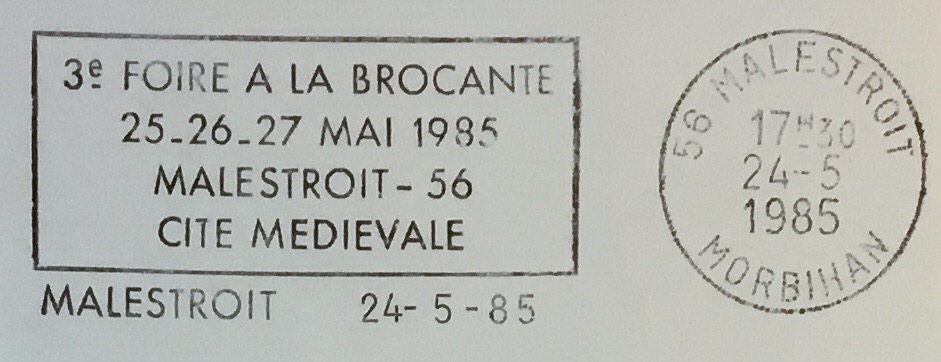 3e FOIRE A LA BROCANTE
25-26-27 MAI 1985
MALESTROIT - 56
CITE MEDIEVALE
MALESTROIT 24-5-85
56 MALESTROIT
17H30
24-5
1985
MORBIHAN